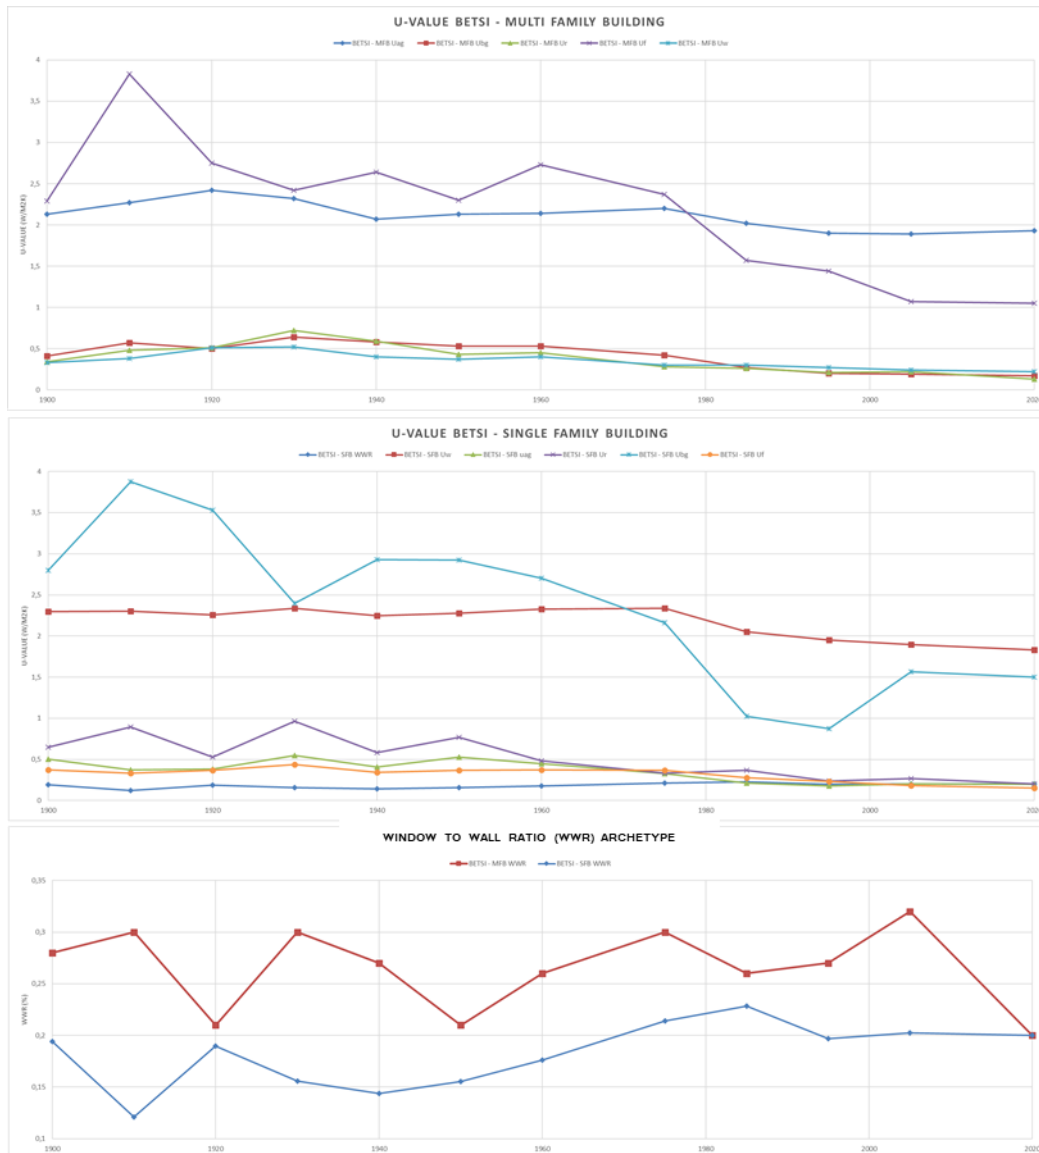 U-VALUE BETSI - MULTI FAMILY BUILDING
BETSI - MFB Uag BETSI - MFB Ubg BETSI - MFB Ur BETSI - MFB Uf BETSI - MFB Uw
4
3,5
3
2,5
2
1,5
1
0,5
0
U-VALUE (W/M2K)
1900 1920 1940 1960 1980 2000 2020
U-VALUE BETSI - SINGLE FAMILY BUILDING
BETSI - SFB WWR BETSI - SFB Uw BETSI - SFB uag BETSI - SFB Ur BETSI - SFB Ubg BETSI - SFB Uf
4
3,5
3
2,5
2
1,5
1
0,5
0
U-VALUE (W/M2K)
1900 1920 1940 1960 1980 2000 2020
WINDOW TO WALL RATIO (WWR) ARCHETYPE
BETSI - MFB WWR BETSI - SFB WWR
0,35
0,3
0,25
0,2
0,15
0,1
WWR (%)
1900 1920 1940 1960 1980 2000 2020